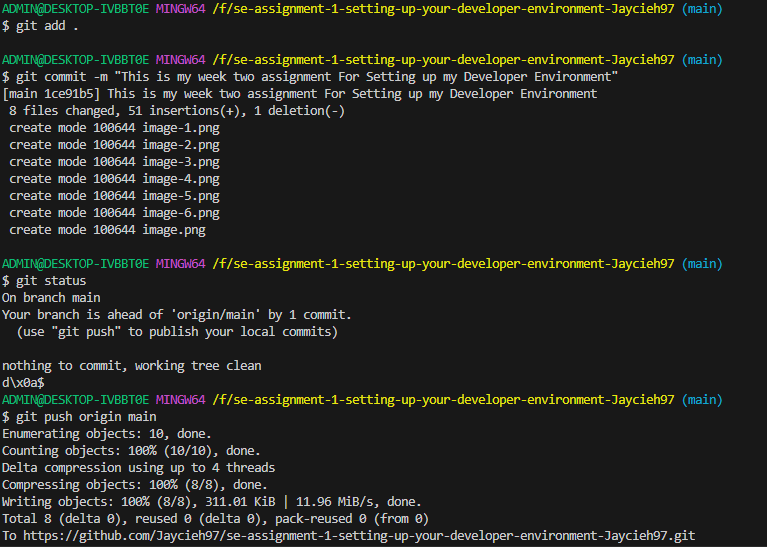 ADMIN@DESKTOP-IVBBT0E MINGW64 /f/se-assignment-1-setting-up-your-developer-environment-Jaycieh97 (main)
$ git add .
ADMIN@DESKTOP-IVBBT0E MINGW64 /f/se-assignment-1-setting-up-your-developer-environment-Jaycieh97 (main)
$ git commit -m "This is my week two assignment For Setting up my Developer Environment"
[main 1ce91b5] This is my week two assignment For Setting up my Developer Environment
 8 files changed, 51 insertions(+), 1 deletion(-)
 create mode 100644 image-1.png
 create mode 100644 image-2.png
 create mode 100644 image-3.png
 create mode 100644 image-4.png
 create mode 100644 image-5.png
 create mode 100644 image-6.png
 create mode 100644 image.png
ADMIN@DESKTOP-IVBBT0E MINGW64 /f/se-assignment-1-setting-up-your-developer-environment-Jaycieh97 (main)
$ git status
On branch main
Your branch is ahead of 'origin/main' by 1 commit.
  (use "git push" to publish your local commits)
nothing to commit, working tree clean
d\x0a$
ADMIN@DESKTOP-IVBBT0E MINGW64 /f/se-assignment-1-setting-up-your-developer-environment-Jaycieh97 (main)
$ git push origin main
Enumerating objects: 10, done.
Counting objects: 100% (10/10), done.
Delta compression using up to 4 threads
Compressing objects: 100% (8/8), done.
Writing objects: 100% (8/8), 311.01 KiB | 11.96 MiB/s, done.
Total 8 (delta 0), reused 0 (delta 0), pack-reused 0 (from 0)
To https://github.com/Jaycieh97/se-assignment-1-setting-up-your-developer-environment-Jaycieh97.git